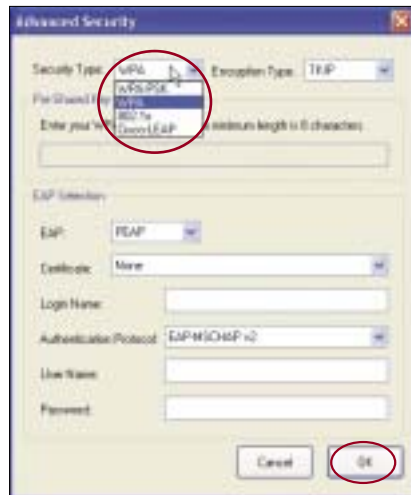 Advanced Security
Security Type: WPA Encryption Type: TKIP
WPA-PSK
WPA
802.1x
Cisco LEAP
Pre Shared Key
Enter your minimum length is 8 characters
EAP Selection
EAP: PEAP
Certificate: None
Login Name:
Authentication Protocol: EAP-MSCHAP v2
User Name:
Password:
Cancel OK